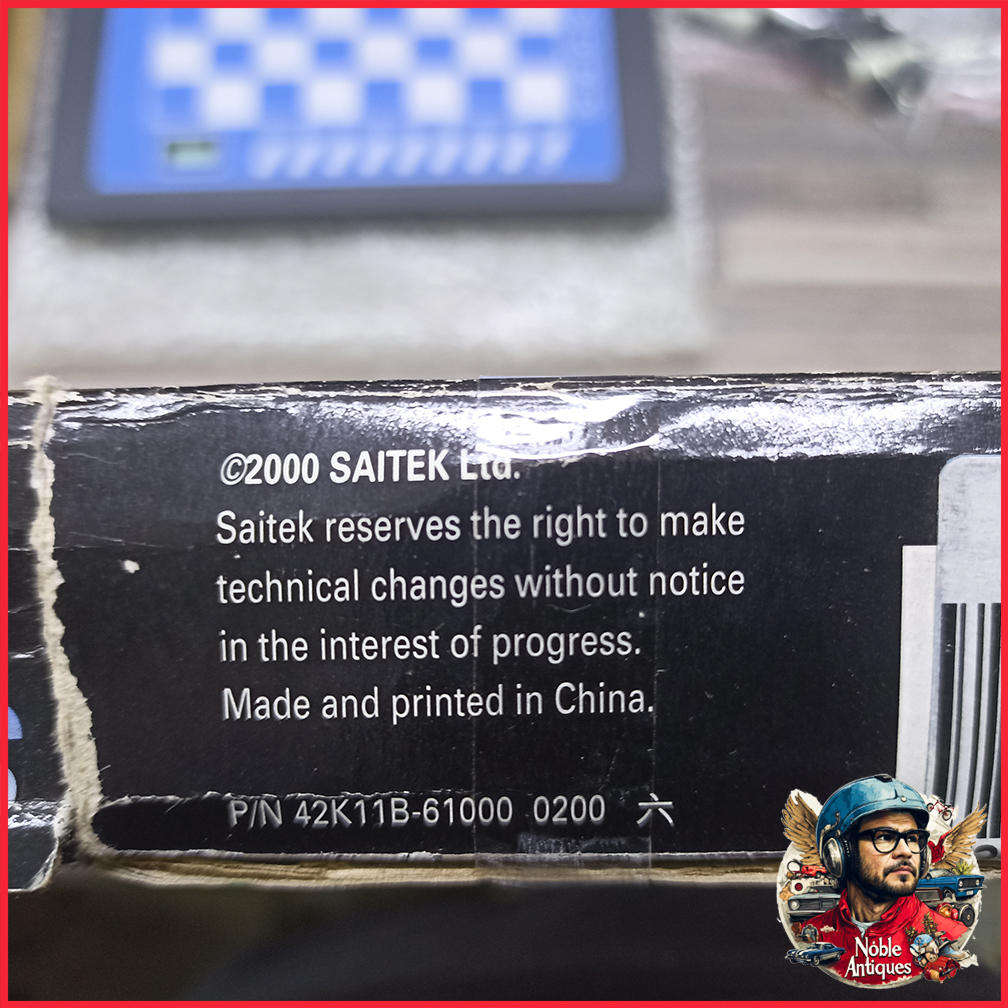 ©2000 SAITEK Ltd.
Saitek reserves the right to make
technical changes without notice
in the interest of progress.
Made and printed in China.
P/N 42K11B-61000 0200 六
Noble
Antiques